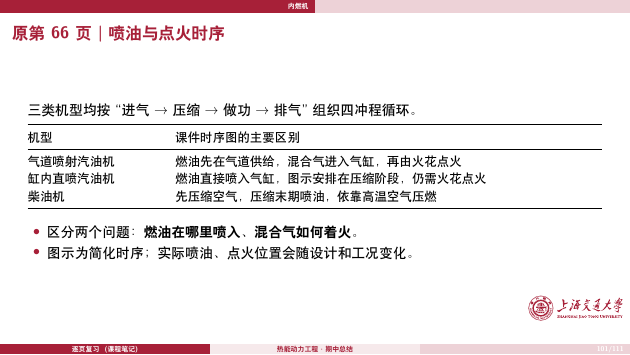 内燃机
原第 66 页 | 喷油与点火时序
三类机型均按 “进气 → 压缩 → 做功 → 排气” 组织四冲程循环。
机型 课件时序图的主要区别
气道喷射汽油机 燃油先在气道供给，混合气进入气缸，再由火花点火
缸内直喷汽油机 燃油直接喷入气缸，图示安排在压缩阶段，仍需火花点火
柴油机 先压缩空气，压缩末期喷油，依靠高温空气压燃
• 区分两个问题：燃油在哪里喷入、混合气如何着火。
• 图示为简化时序；实际喷油、点火位置会随设计和工况变化。
上海交通大学
SHANGHAI JIAO TONG UNIVERSITY
逐页复习（课程笔记） 热能动力工程 · 期中总结 101/111